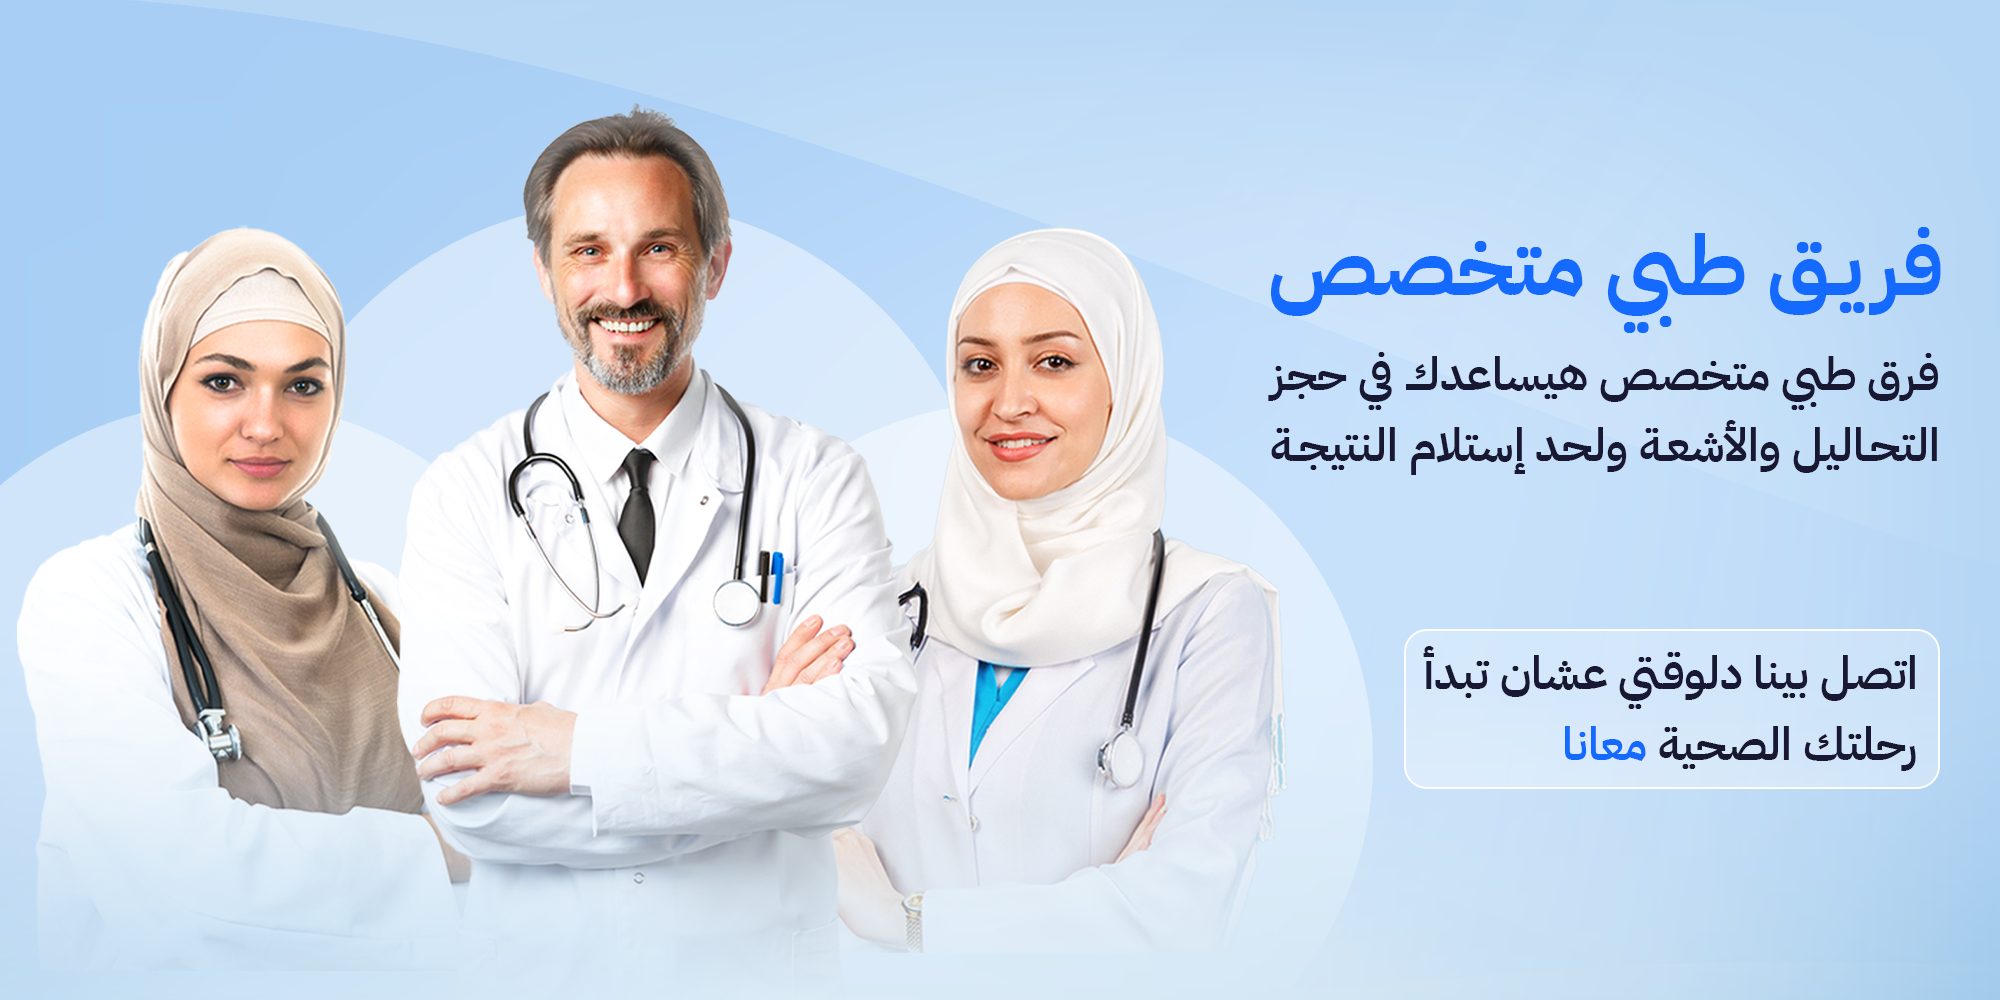 فريق طبي متخصص
فرق طبي متخصص هيساعدك في حجز
التحاليل والأشعة ولحد إستلام النتيجة
اتصل بينا دلوقتي عشان تبدأ
رحلتك الصحية معانا